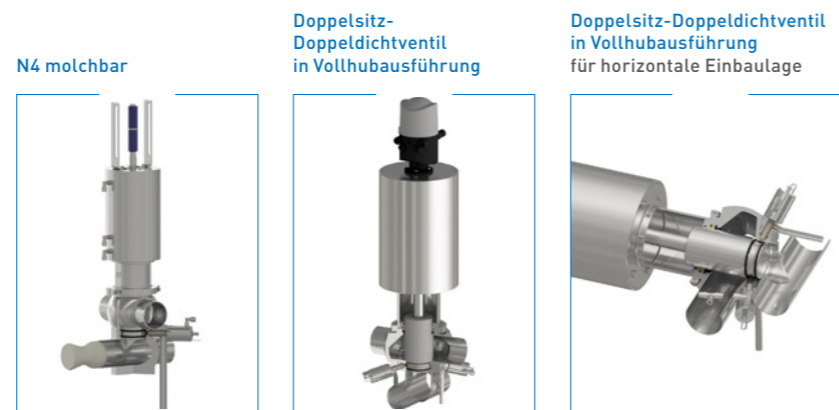 N4 molchbar
Doppelsitz-
Doppeldichtventil
in Vollhubausführung
Doppelsitz-Doppeldichtventil
in Vollhubausführung
für horizontale Einbaulage